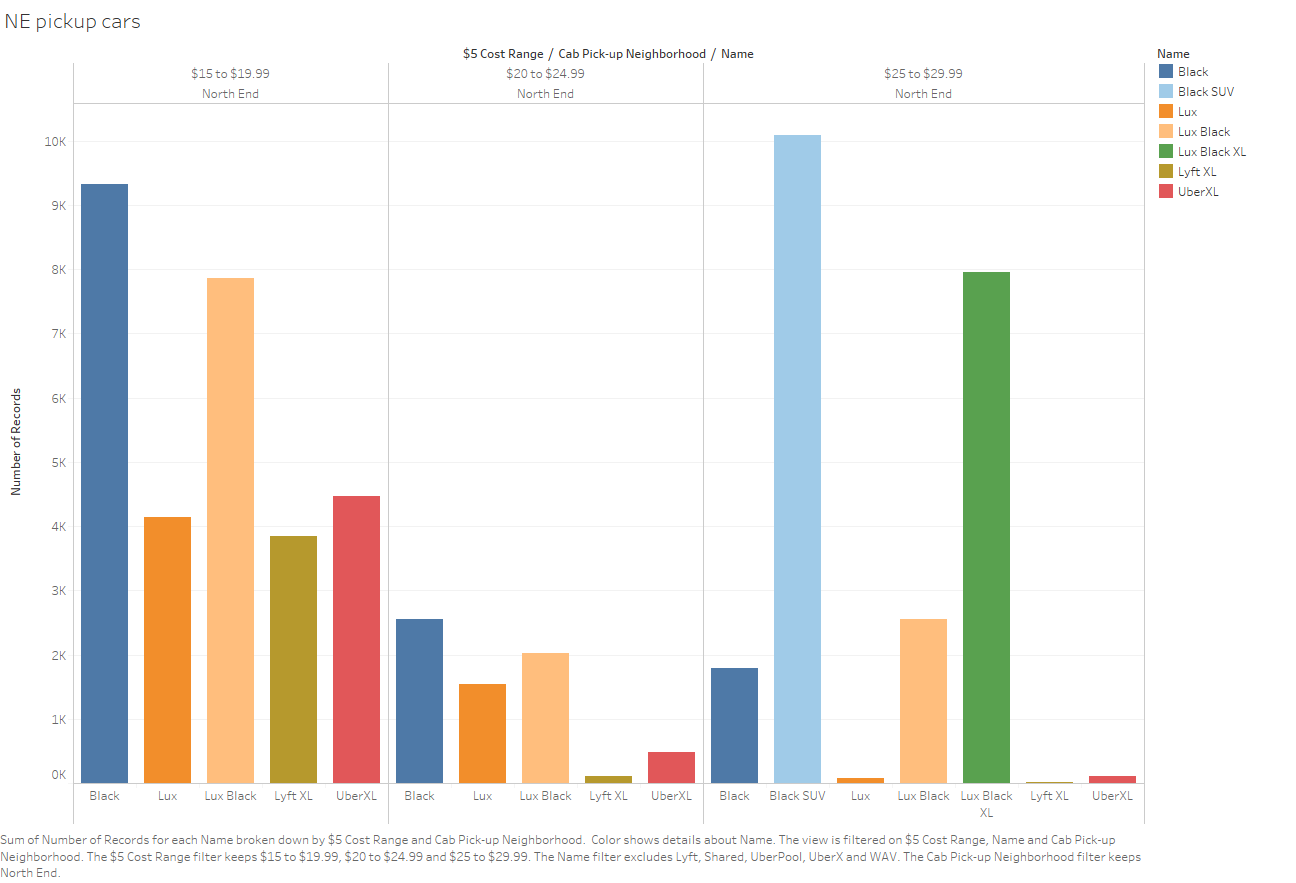 NE pickup cars
$5 Cost Range / Cab Pick-up Neighborhood / Name
$15 to $19.99
$20 to $24.99
$25 to $29.99
North End
North End
North End
Name
Black
Black SUV
Lux
Lux Black
Lux Black XL
Lyft XL
UberXL
Number of Records
10K
9K
8K
7K
6K
5K
4K
3K
2K
1K
0K
Black
Lux
Lux Black
Lyft XL
UberXL
Black
Lux
Lux Black
Lyft XL
UberXL
Black
Black SUV
Lux
Lux Black
Lux Black
XL
Lyft XL
UberXL
Sum of Number of Records for each Name broken down by $5 Cost Range and Cab Pick-up Neighborhood.  Color shows details about Name. The view is filtered on $5 Cost Range, Name and Cab Pick-up
Neighborhood. The $5 Cost Range filter keeps $15 to $19.99, $20 to $24.99 and $25 to $29.99. The Name filter excludes Lyft, Shared, UberPool, UberX and WAV. The Cab Pick-up Neighborhood filter keeps
North End.